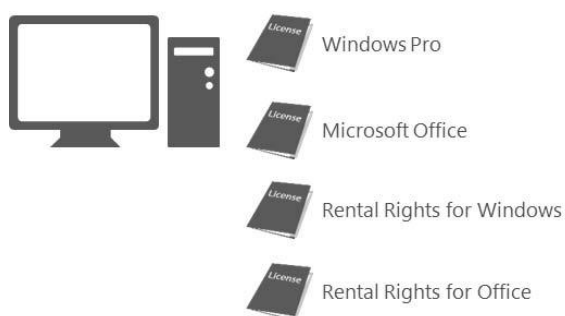 License
Windows Pro
License
Microsoft Office
License
Rental Rights for Windows
License
Rental Rights for Office